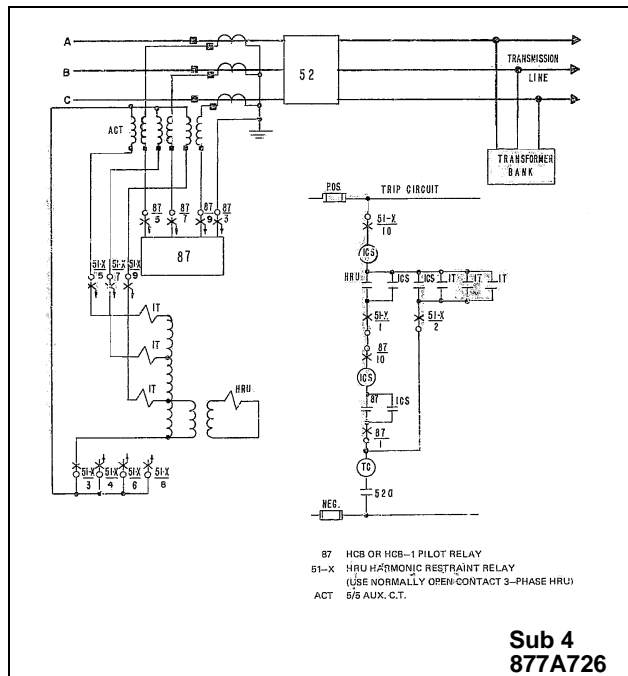 A
B
C
52
TRANSMISSION
LINE
TRANSFORMER
BANK
ACT
87
5
87
7
87
9
87
3
87
51-X
5
51-X
7
51-X
9
IT
IT
IT
HRU
51-X
3
51-X
4
51-X
6
51-X
8
POS.
TRIP CIRCUIT
51-X
10
ICS
HRU
ICS
ICS
IT
IT
IT
51-X
1
51-X
2
87
10
ICS
87
ICS
87
1
TC
52a
NEG.
87 HCB OR HCB-1 PILOT RELAY
51-X HRU HARMONIC RESTRAINT RELAY
(USE NORMALLY OPEN CONTACT 3-PHASE HRU)
ACT 5/5 AUX. C.T.
Sub 4
877A726